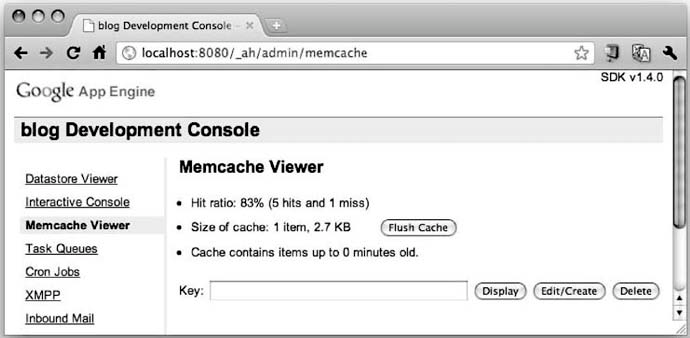 blog Development Console –
localhost:8080/_ah/admin/memcache
SDK v1.4.0
Google App Engine
blog Development Console
Datastore Viewer
Interactive Console
Memcache Viewer
Task Queues
Cron Jobs
XMPP
Inbound Mail
Memcache Viewer
• Hit ratio: 83% (5 hits and 1 miss)
• Size of cache: 1 item, 2.7 KB Flush Cache
• Cache contains items up to 0 minutes old.
Key: Display Edit/Create Delete